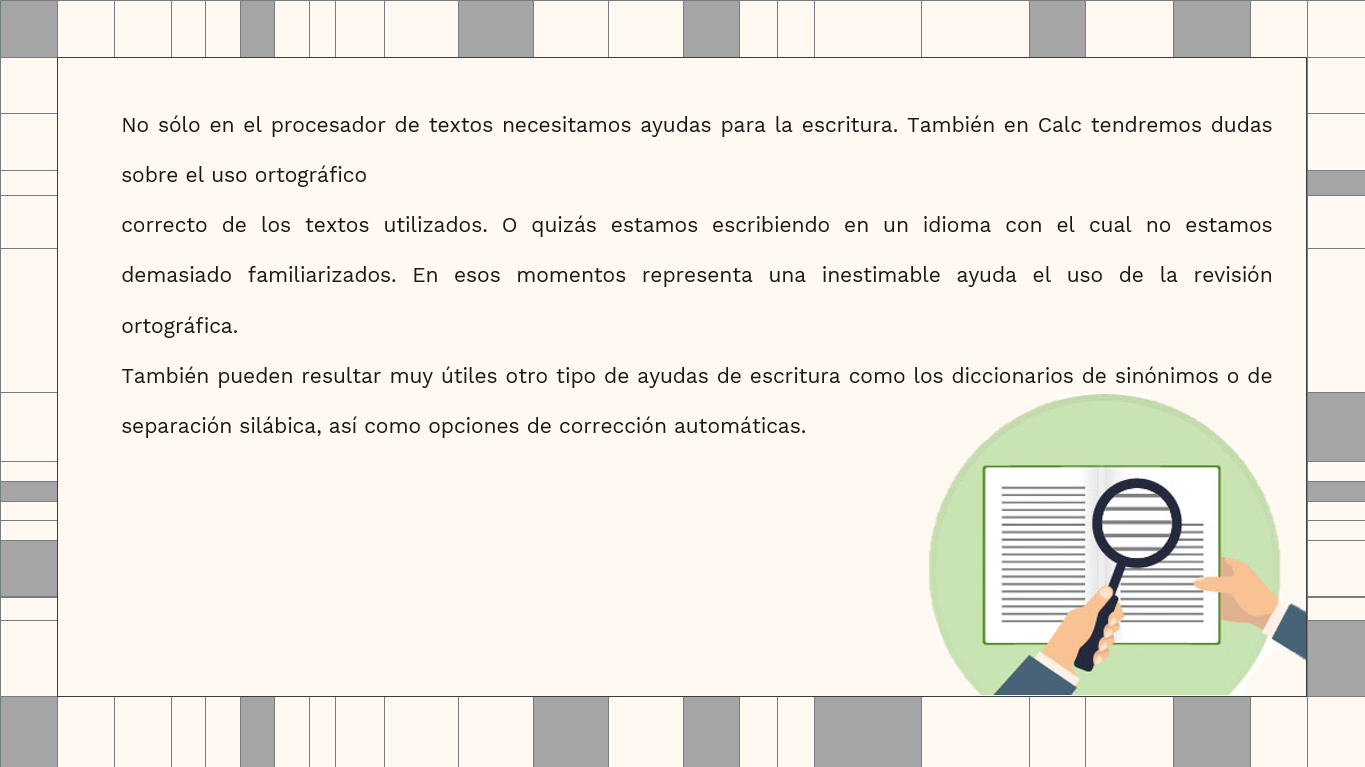 No sólo en el procesador de textos necesitamos ayudas para la escritura. También en Calc tendremos dudas
sobre el uso ortográfico
correcto de los textos utilizados. O quizás estamos escribiendo en un idioma con el cual no estamos
demasiado familiarizados. En esos momentos representa una inestimable ayuda el uso de la revisión
ortográfica.
También pueden resultar muy útiles otro tipo de ayudas de escritura como los diccionarios de sinónimos o de
separación silábica, así como opciones de corrección automáticas.